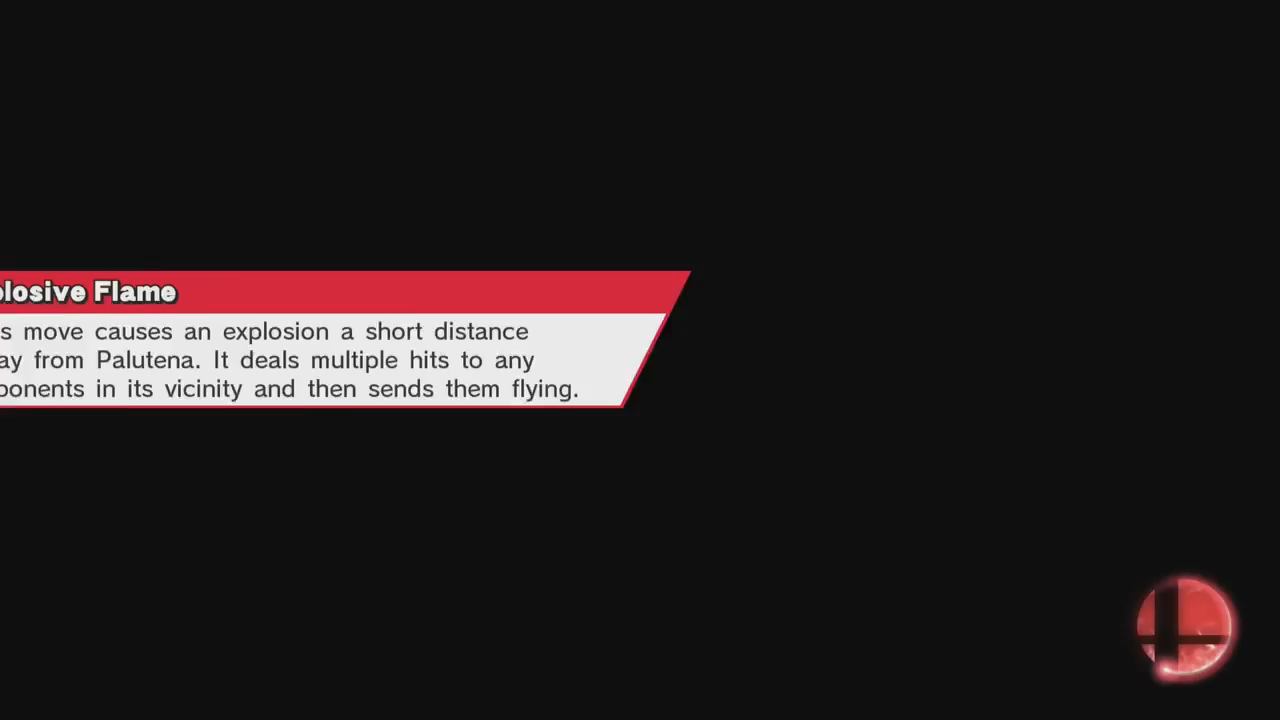 plosive Flame
s move causes an explosion a short distance
ay from Palutena. It deals multiple hits to any
ponents in its vicinity and then sends them flying.